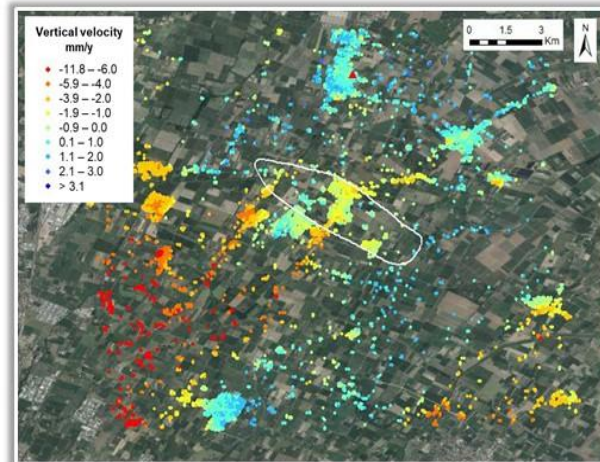 Vertical velocity
mm/y
-11.8 – -6.0
-5.9 – -4.0
-3.9 – -2.0
-1.9 – -1.0
-0.9 – 0.0
0.1 – 1.0
1.1 – 2.0
2.1 – 3.0
> 3.1
0 1.5 3
Km
N